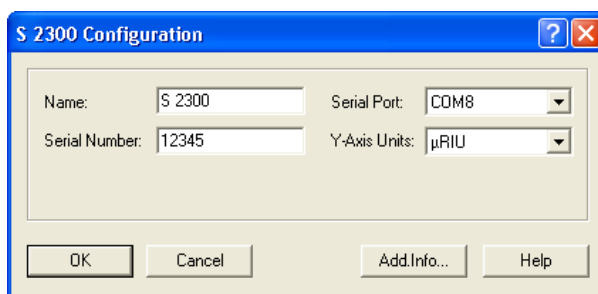 S 2300 Configuration
Name: S 2300 Serial Port: COM8
Serial Number: 12345 Y-Axis Units: µRIU
OK Cancel Add.Info... Help